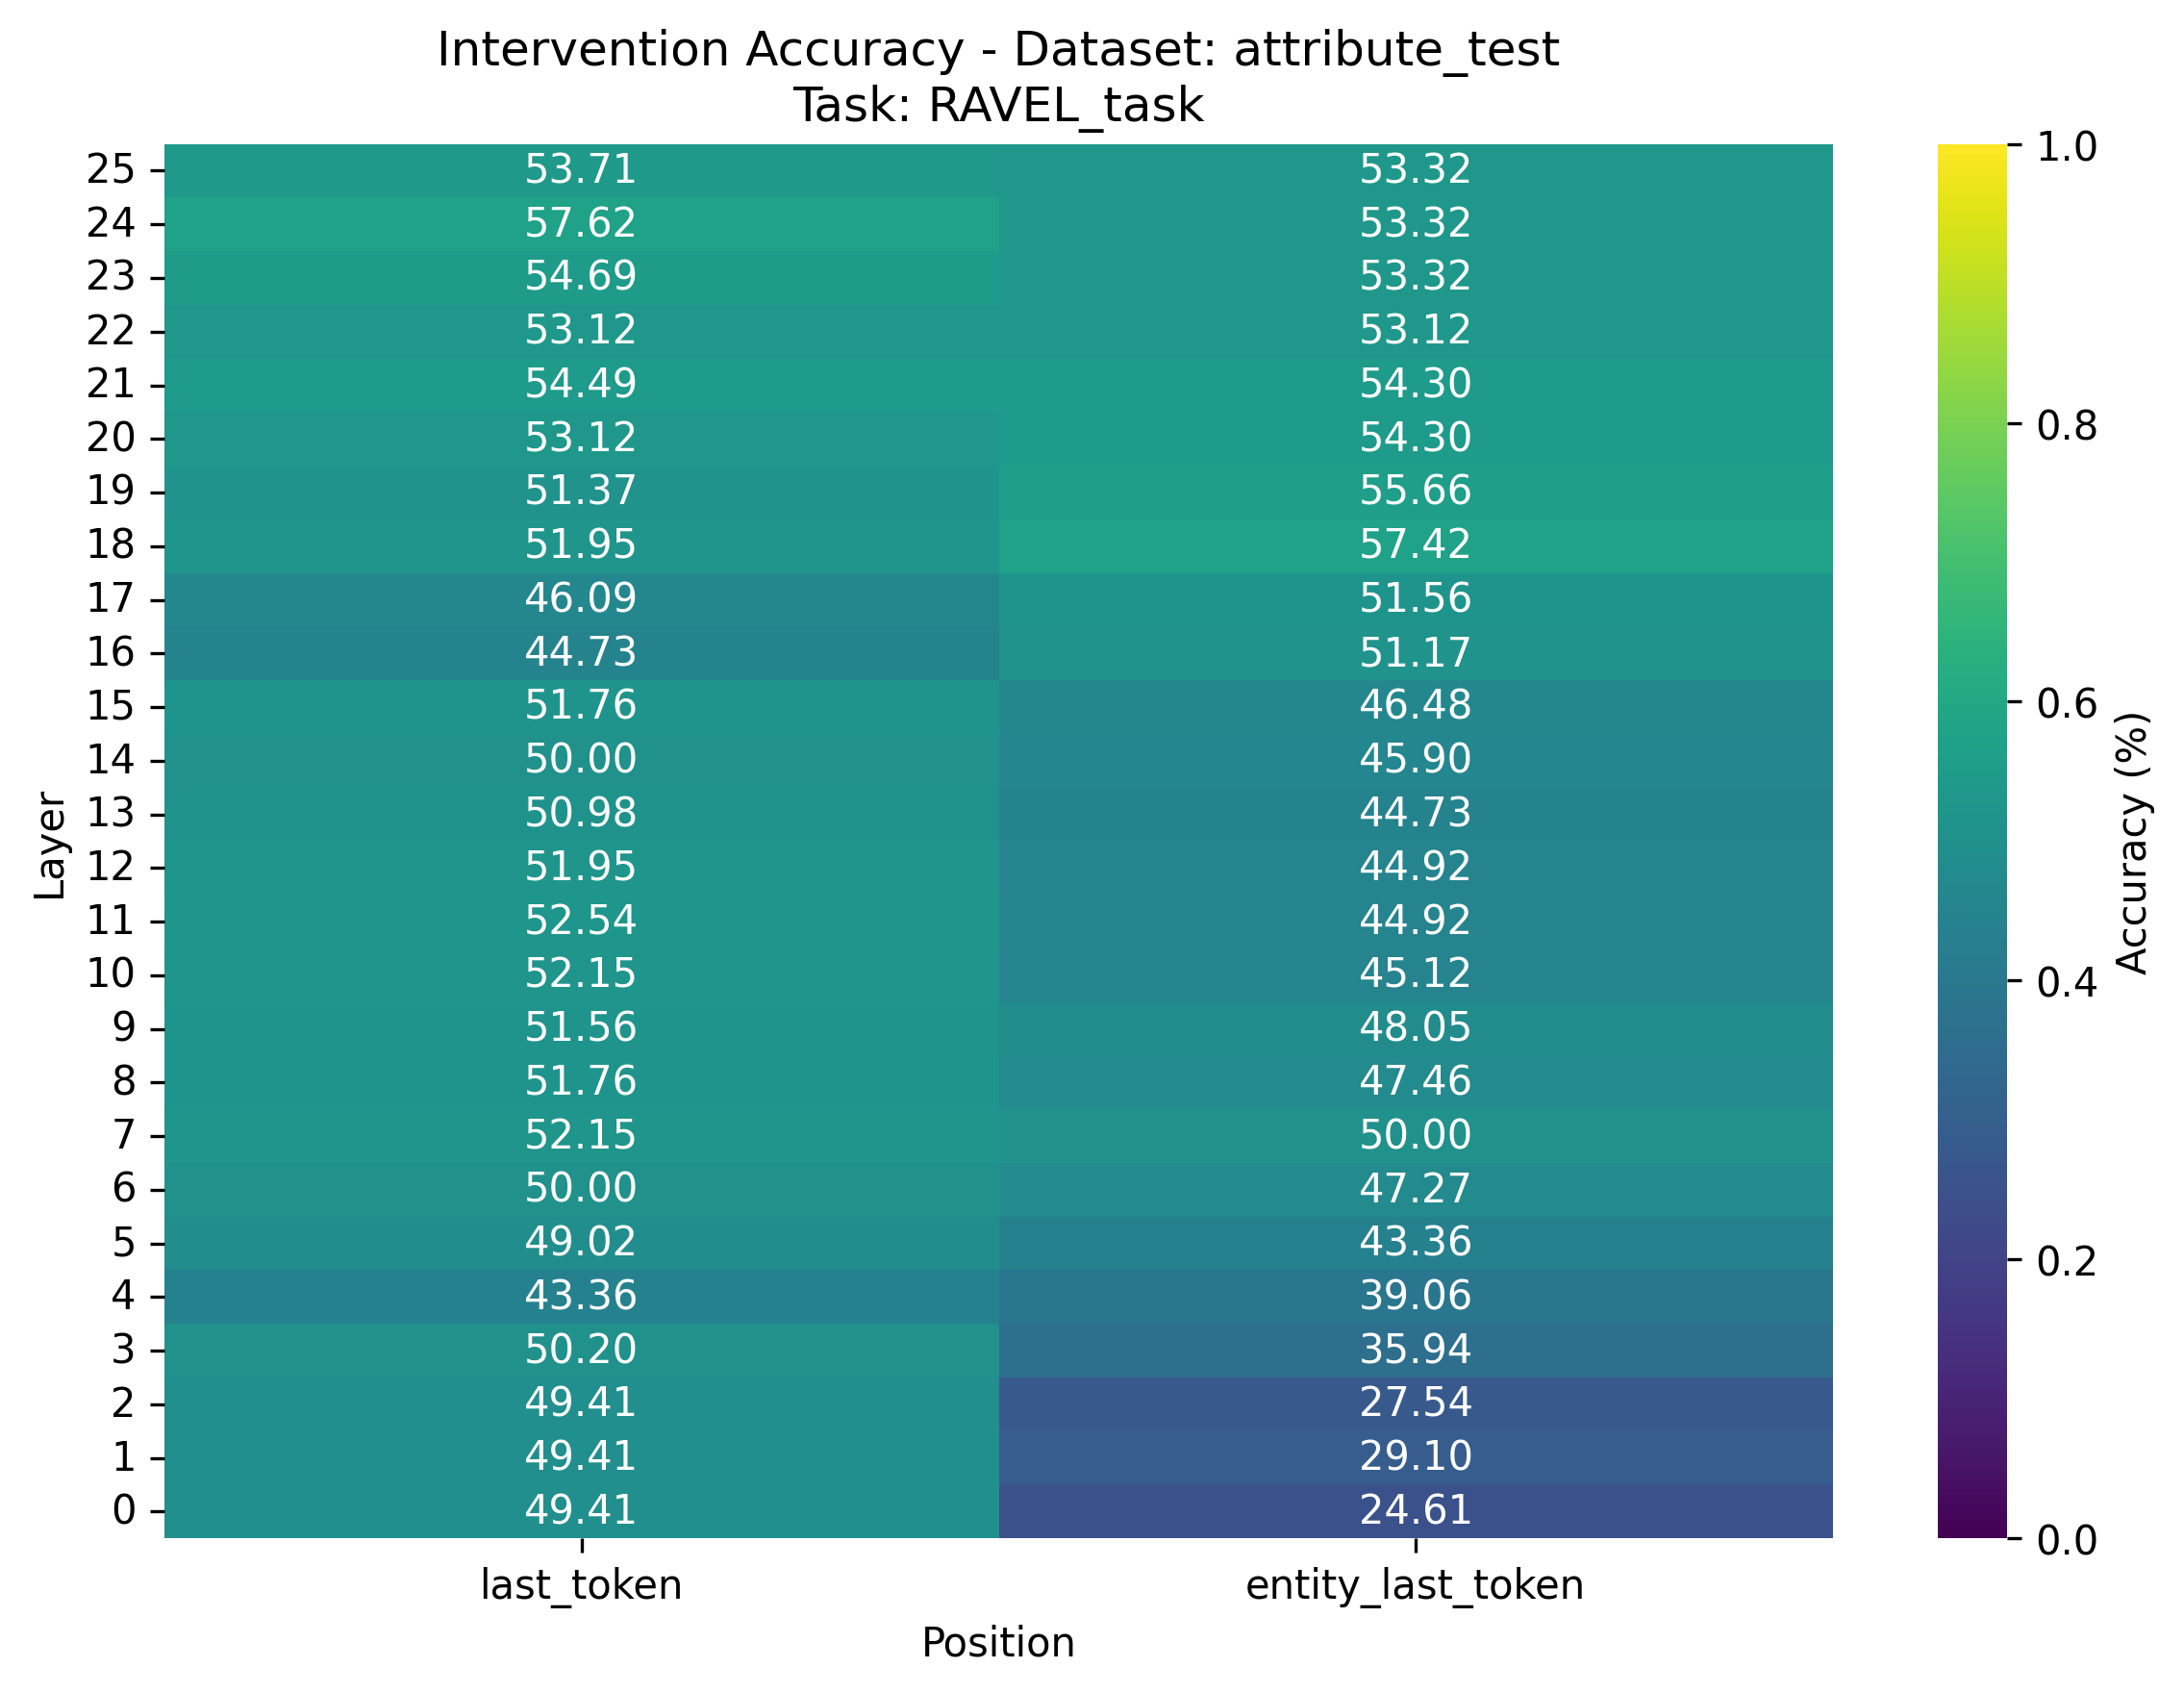 Intervention Accuracy - Dataset: attribute_test
Task: RAVEL_task
25 53.71 53.32 1.0
24 57.62 53.32
23 54.69 53.32
22 53.12 53.12
21 54.49 54.30
20 53.12 54.30 0.8
19 51.37 55.66
18 51.95 57.42
17 46.09 51.56
16 44.73 51.17
15 51.76 46.48 0.6
14 50.00 45.90
13 50.98 44.73
12 51.95 44.92
11 52.54 44.92
10 52.15 45.12 0.4
9 51.56 48.05
8 51.76 47.46
7 52.15 50.00
6 50.00 47.27
5 49.02 43.36 0.2
4 43.36 39.06
3 50.20 35.94
2 49.41 27.54
1 49.41 29.10
0 49.41 24.61 0.0
Layer
Accuracy (%)
last_token entity_last_token
Position